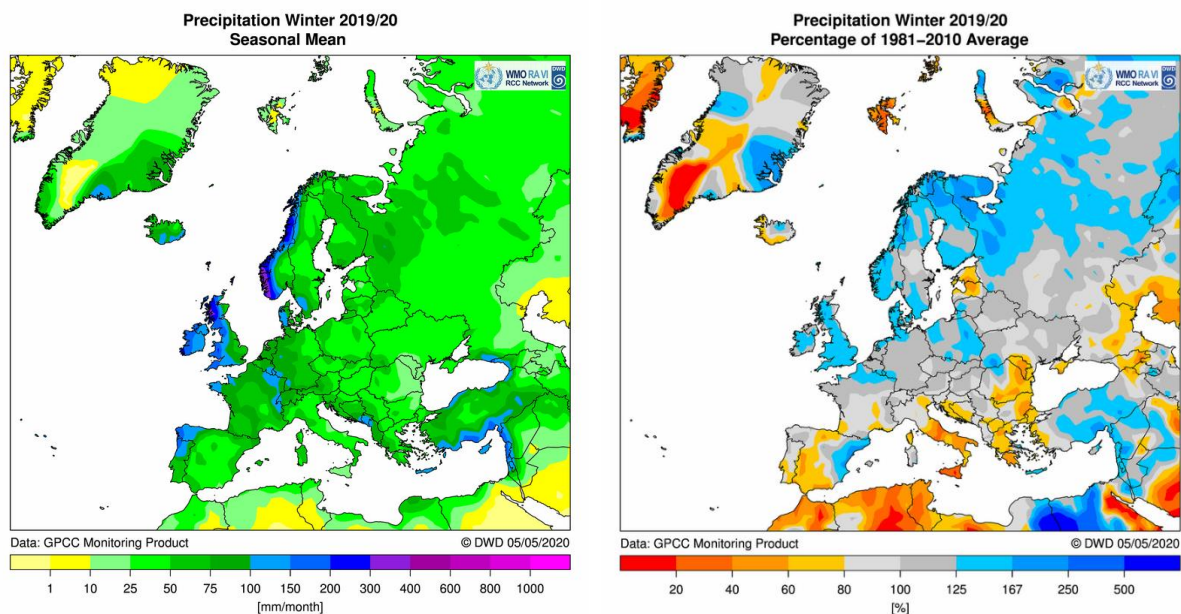 Precipitation Winter 2019/20
Seasonal Mean
WMO RA VI
RCC Network
DWD
Data: GPCC Monitoring Product
© DWD 05/05/2020
1 10 25 50 75 100 150 200 300 400 600 800 1000
[mm/month]
Precipitation Winter 2019/20
Percentage of 1981–2010 Average
WMO RA VI
RCC Network
DWD
Data: GPCC Monitoring Product
© DWD 05/05/2020
20 40 60 80 100 125 167 250 500
[%]